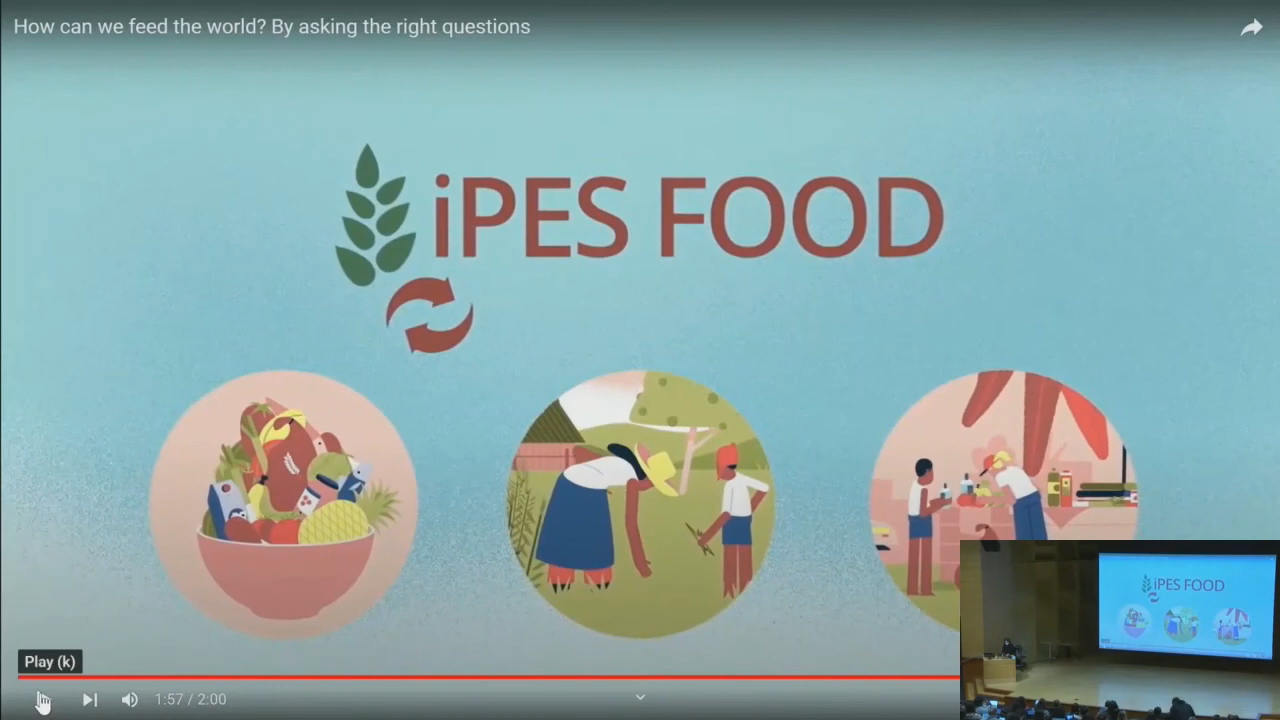 How can we feed the world? By asking the right questions
iPES FOOD
Play (k)
1:57 / 2:00
iPES FOOD